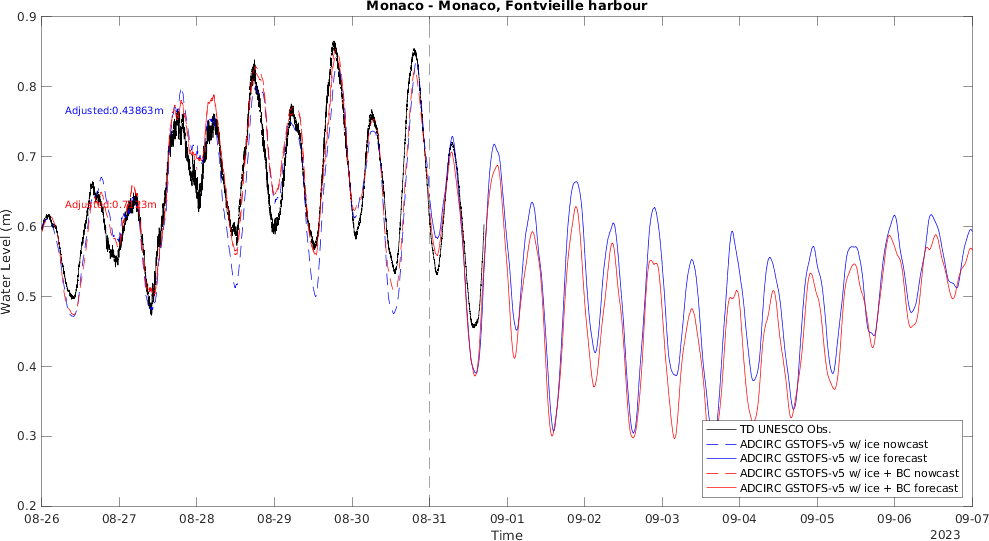 Monaco - Monaco, Fontvieille harbour
Water Level (m)
0.9
0.8
0.7
0.6
0.5
0.4
0.3
0.2
Adjusted:0.43863m
TD UNESCO Obs.
ADCIRC GSTOFS-v5 w/ ice nowcast
ADCIRC GSTOFS-v5 w/ ice forecast
ADCIRC GSTOFS-v5 w/ ice + BC nowcast
ADCIRC GSTOFS-v5 w/ ice + BC forecast
08-26 08-27 08-28 08-29 08-30 08-31 09-01 09-02 09-03 09-04 09-05 09-06 09-07
Time
2023